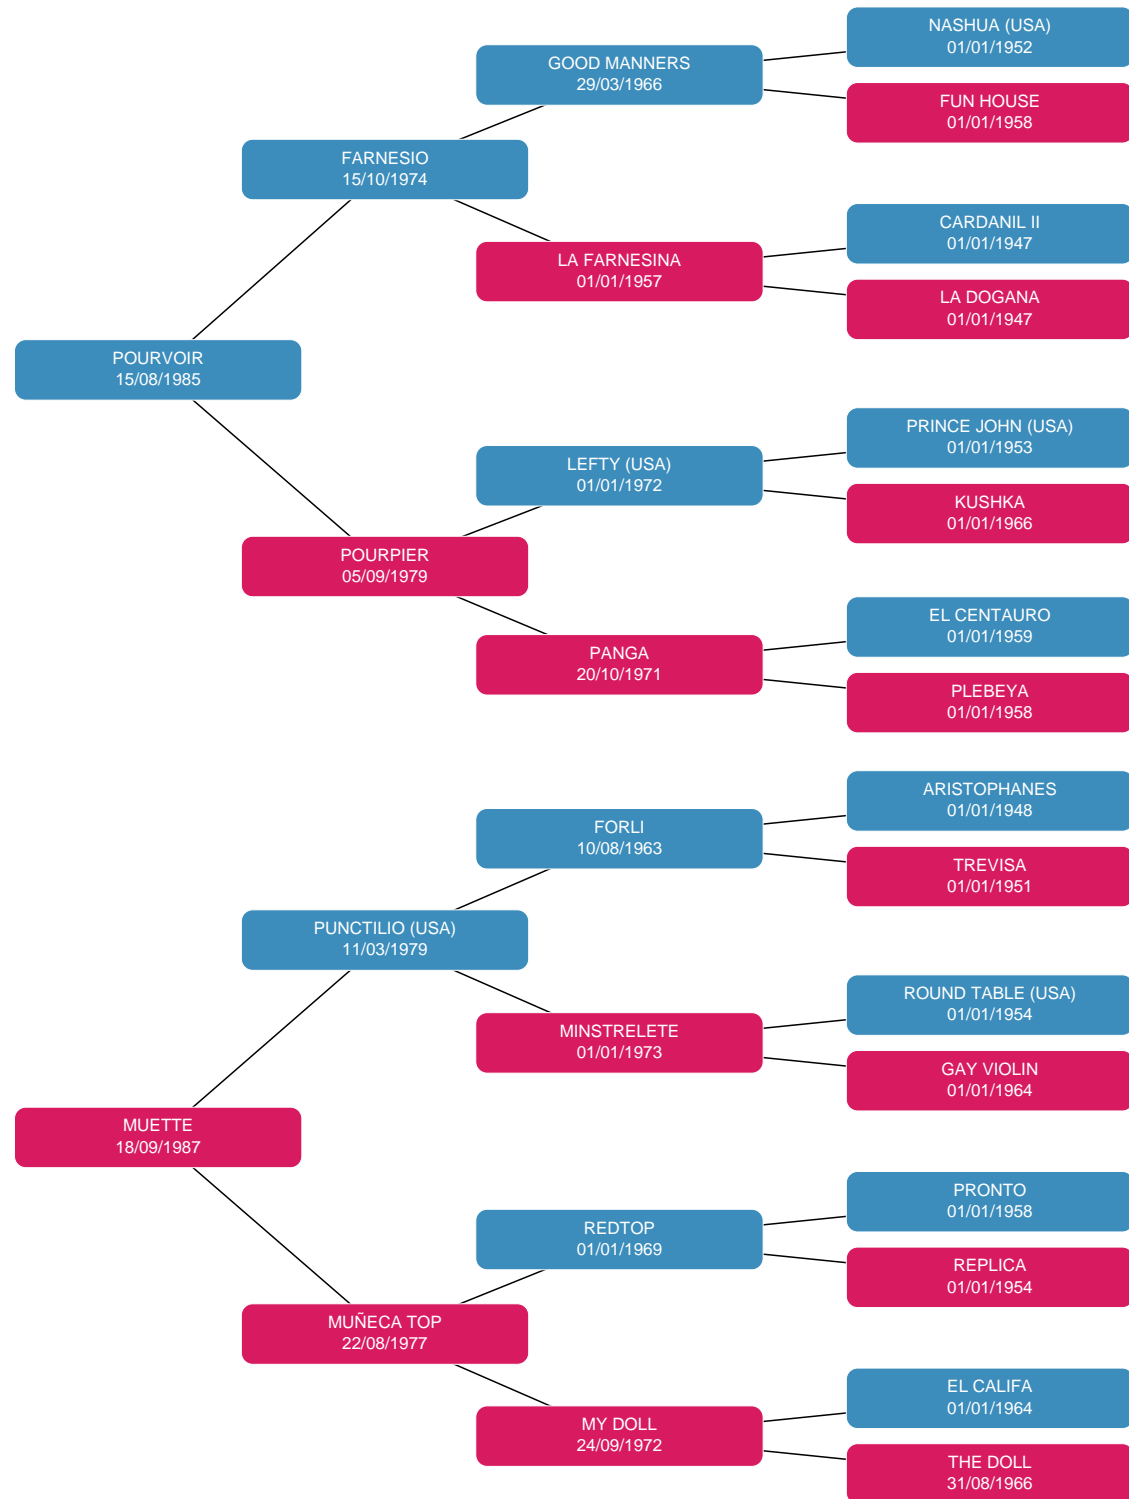 NASHUA (USA)
01/01/1952
GOOD MANNERS
29/03/1966
FUN HOUSE
01/01/1958
FARNESIO
15/10/1974
CARDANIL II
01/01/1947
LA FARNESINA
01/01/1957
LA DOGANA
01/01/1947
POURVOIR
15/08/1985
PRINCE JOHN (USA)
01/01/1953
LEFTY (USA)
01/01/1972
KUSHKA
01/01/1966
POURPIER
05/09/1979
EL CENTAURO
01/01/1959
PANGA
20/10/1971
PLEBEYA
01/01/1958
ARISTOPHANES
01/01/1948
FORLI
10/08/1963
TREVISA
01/01/1951
PUNCTILIO (USA)
11/03/1979
ROUND TABLE (USA)
01/01/1954
MINSTRELETE
01/01/1973
GAY VIOLIN
01/01/1964
MUETTE
18/09/1987
PRONTO
01/01/1958
REDTOP
01/01/1969
REPLICA
01/01/1954
MUÑECA TOP
22/08/1977
EL CALIFA
01/01/1964
MY DOLL
24/09/1972
THE DOLL
31/08/1966